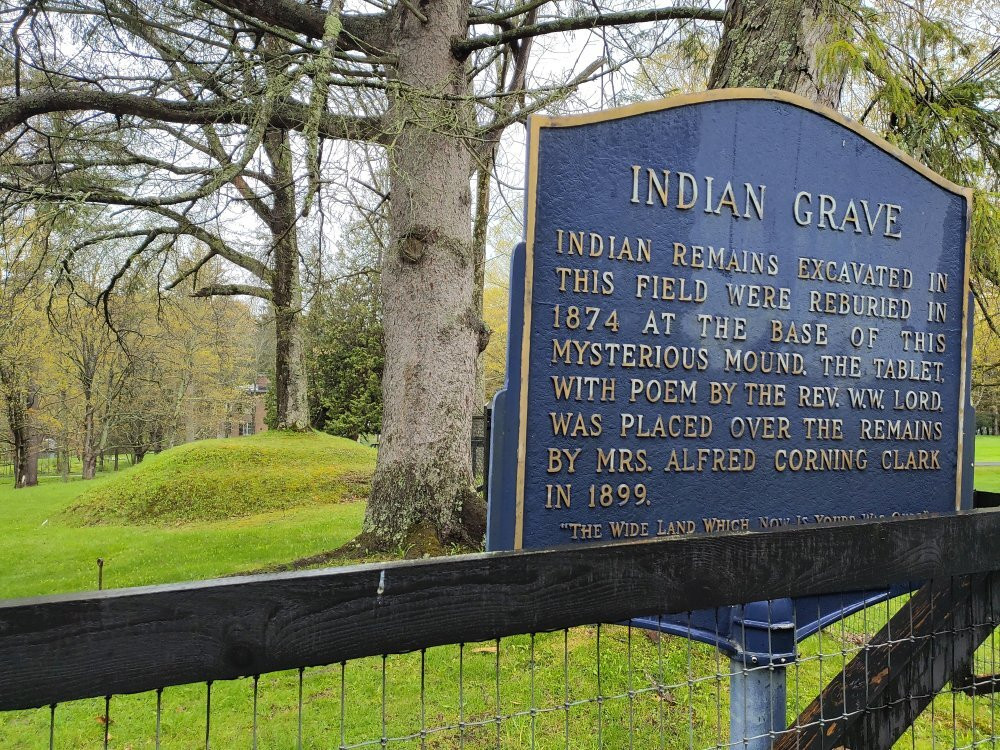 INDIAN GRAVE
INDIAN REMAINS EXCAVATED IN
THIS FIELD WERE REBURIED IN
1874 AT THE BASE OF THIS
MYSTERIOUS MOUND. THE TABLET,
WITH POEM BY THE REV. W.W. LORD,
WAS PLACED OVER THE REMAINS
BY MRS. ALFRED CORNING CLARK
IN 1899.
"THE WIDE LAND WHICH NOW IS YOURS WAS OURS"